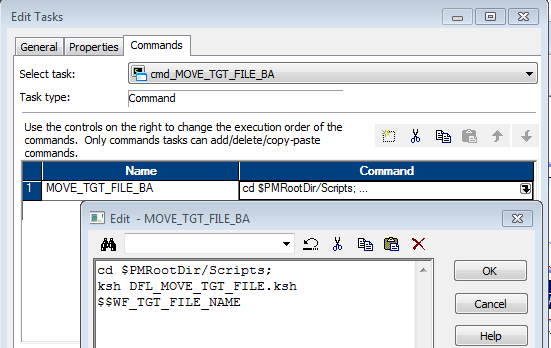 Edit Tasks
General Properties Commands
Select task: cmd_MOVE_TGT_FILE_BA
Task type: Command
Use the controls on the right to change the execution order of the
commands. Only commands tasks can add/delete/copy-paste
commands.
Name Command
1 MOVE_TGT_FILE_BA cd $PMRootDir/Scripts; ...
Edit - MOVE_TGT_FILE_BA
cd $PMRootDir/Scripts;
ksh DFL_MOVE_TGT_FILE.ksh
$$WF_TGT_FILE_NAME
OK
Cancel
Help